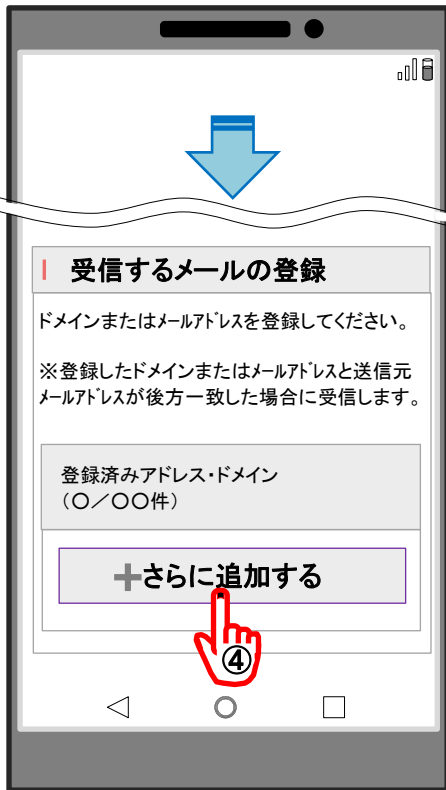 受信するメールの登録
ドメインまたはﾒｰﾙｱﾄﾞﾚｽを登録してください。
※登録したドメインまたはﾒｰﾙｱﾄﾞﾚｽと送信元
ﾒｰﾙｱﾄﾞﾚｽが後方一致した場合に受信します。
登録済みアドレス・ドメイン
（〇／〇〇件）
＋さらに追加する
④